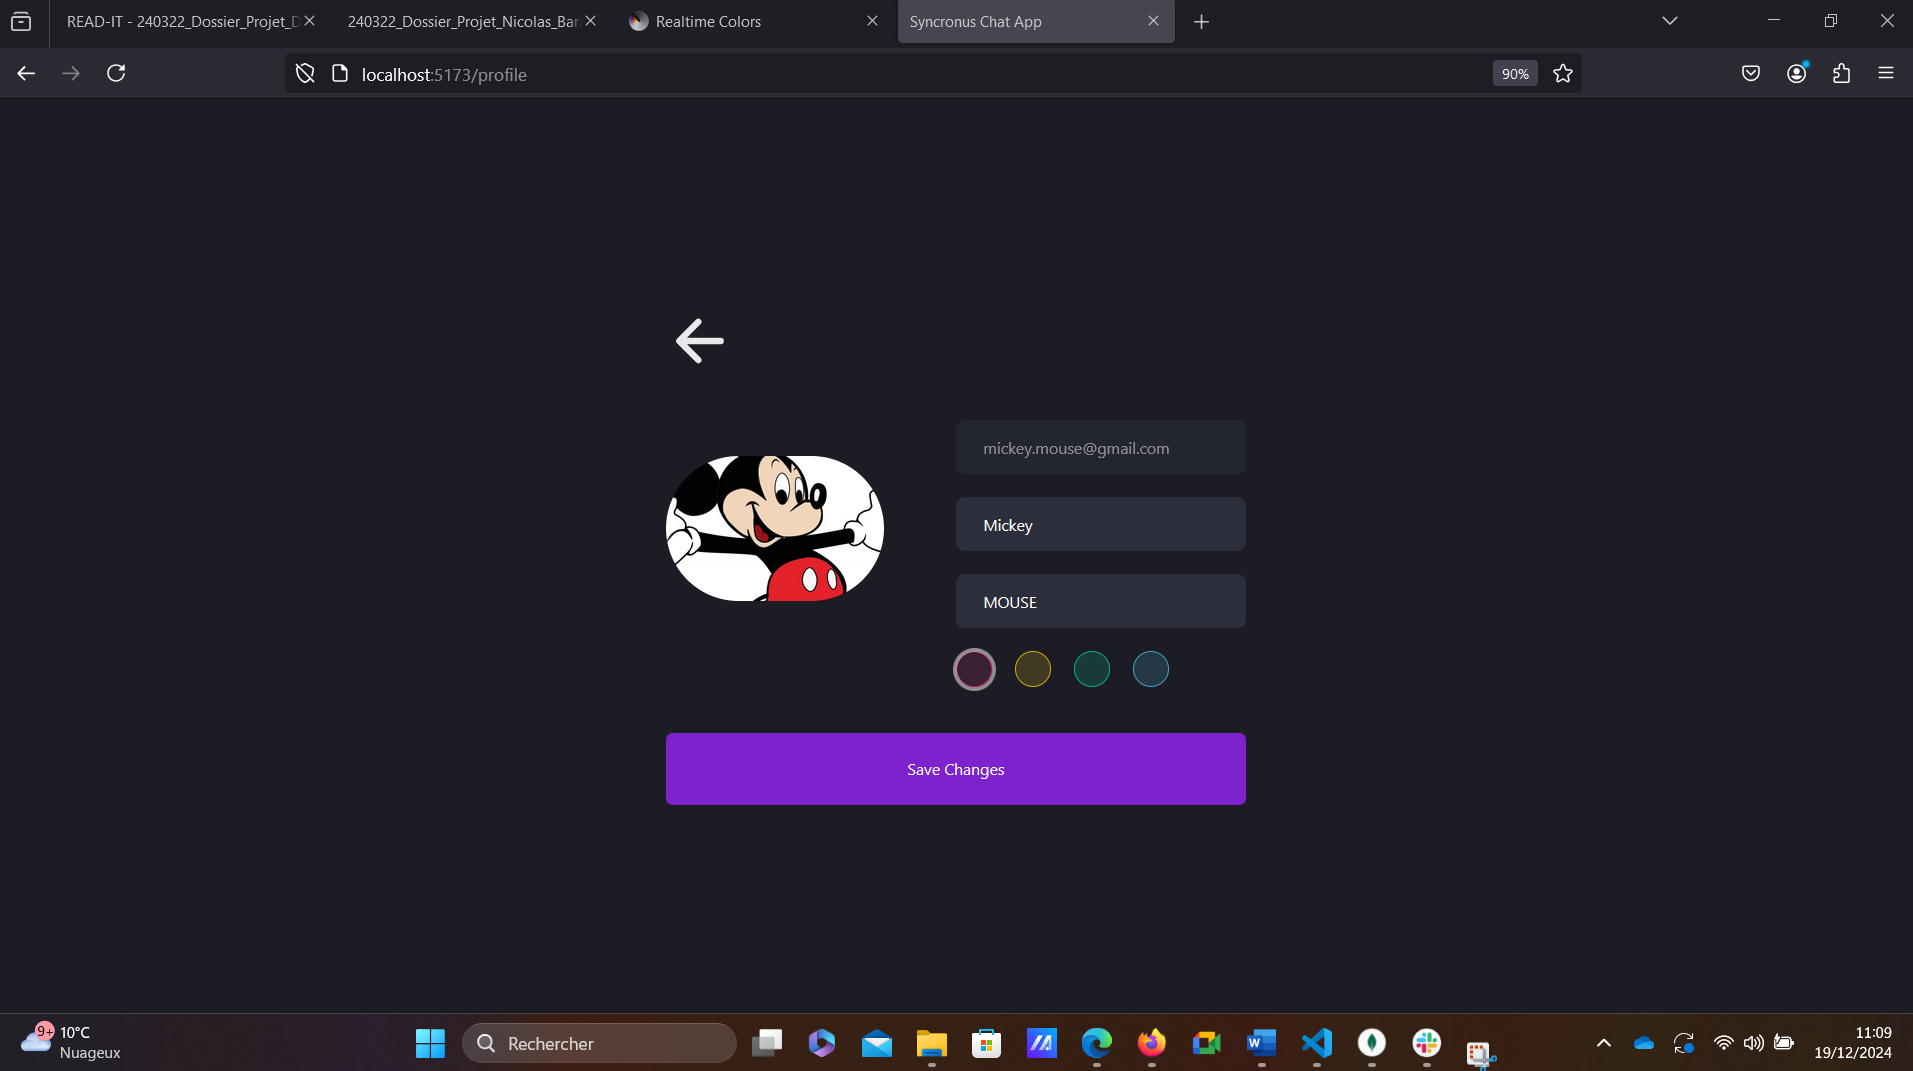 READ-IT - 240322_Dossier_Projet_D
240322_Dossier_Projet_Nicolas_Bar
Realtime Colors
Syncronus Chat App
localhost:5173/profile
90%
mickey.mouse@gmail.com
Mickey
MOUSE
Save Changes
9+
10°C
Nuageux
Rechercher
11:09
19/12/2024